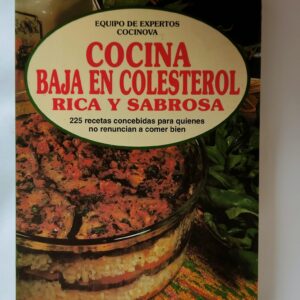 EQUIPO DE EXPERTOS
COCINOVA
COCINA
BAJA EN COLESTEROL
RICA Y SABROSA
225 recetas concebidas para quienes
no renuncian a comer bien